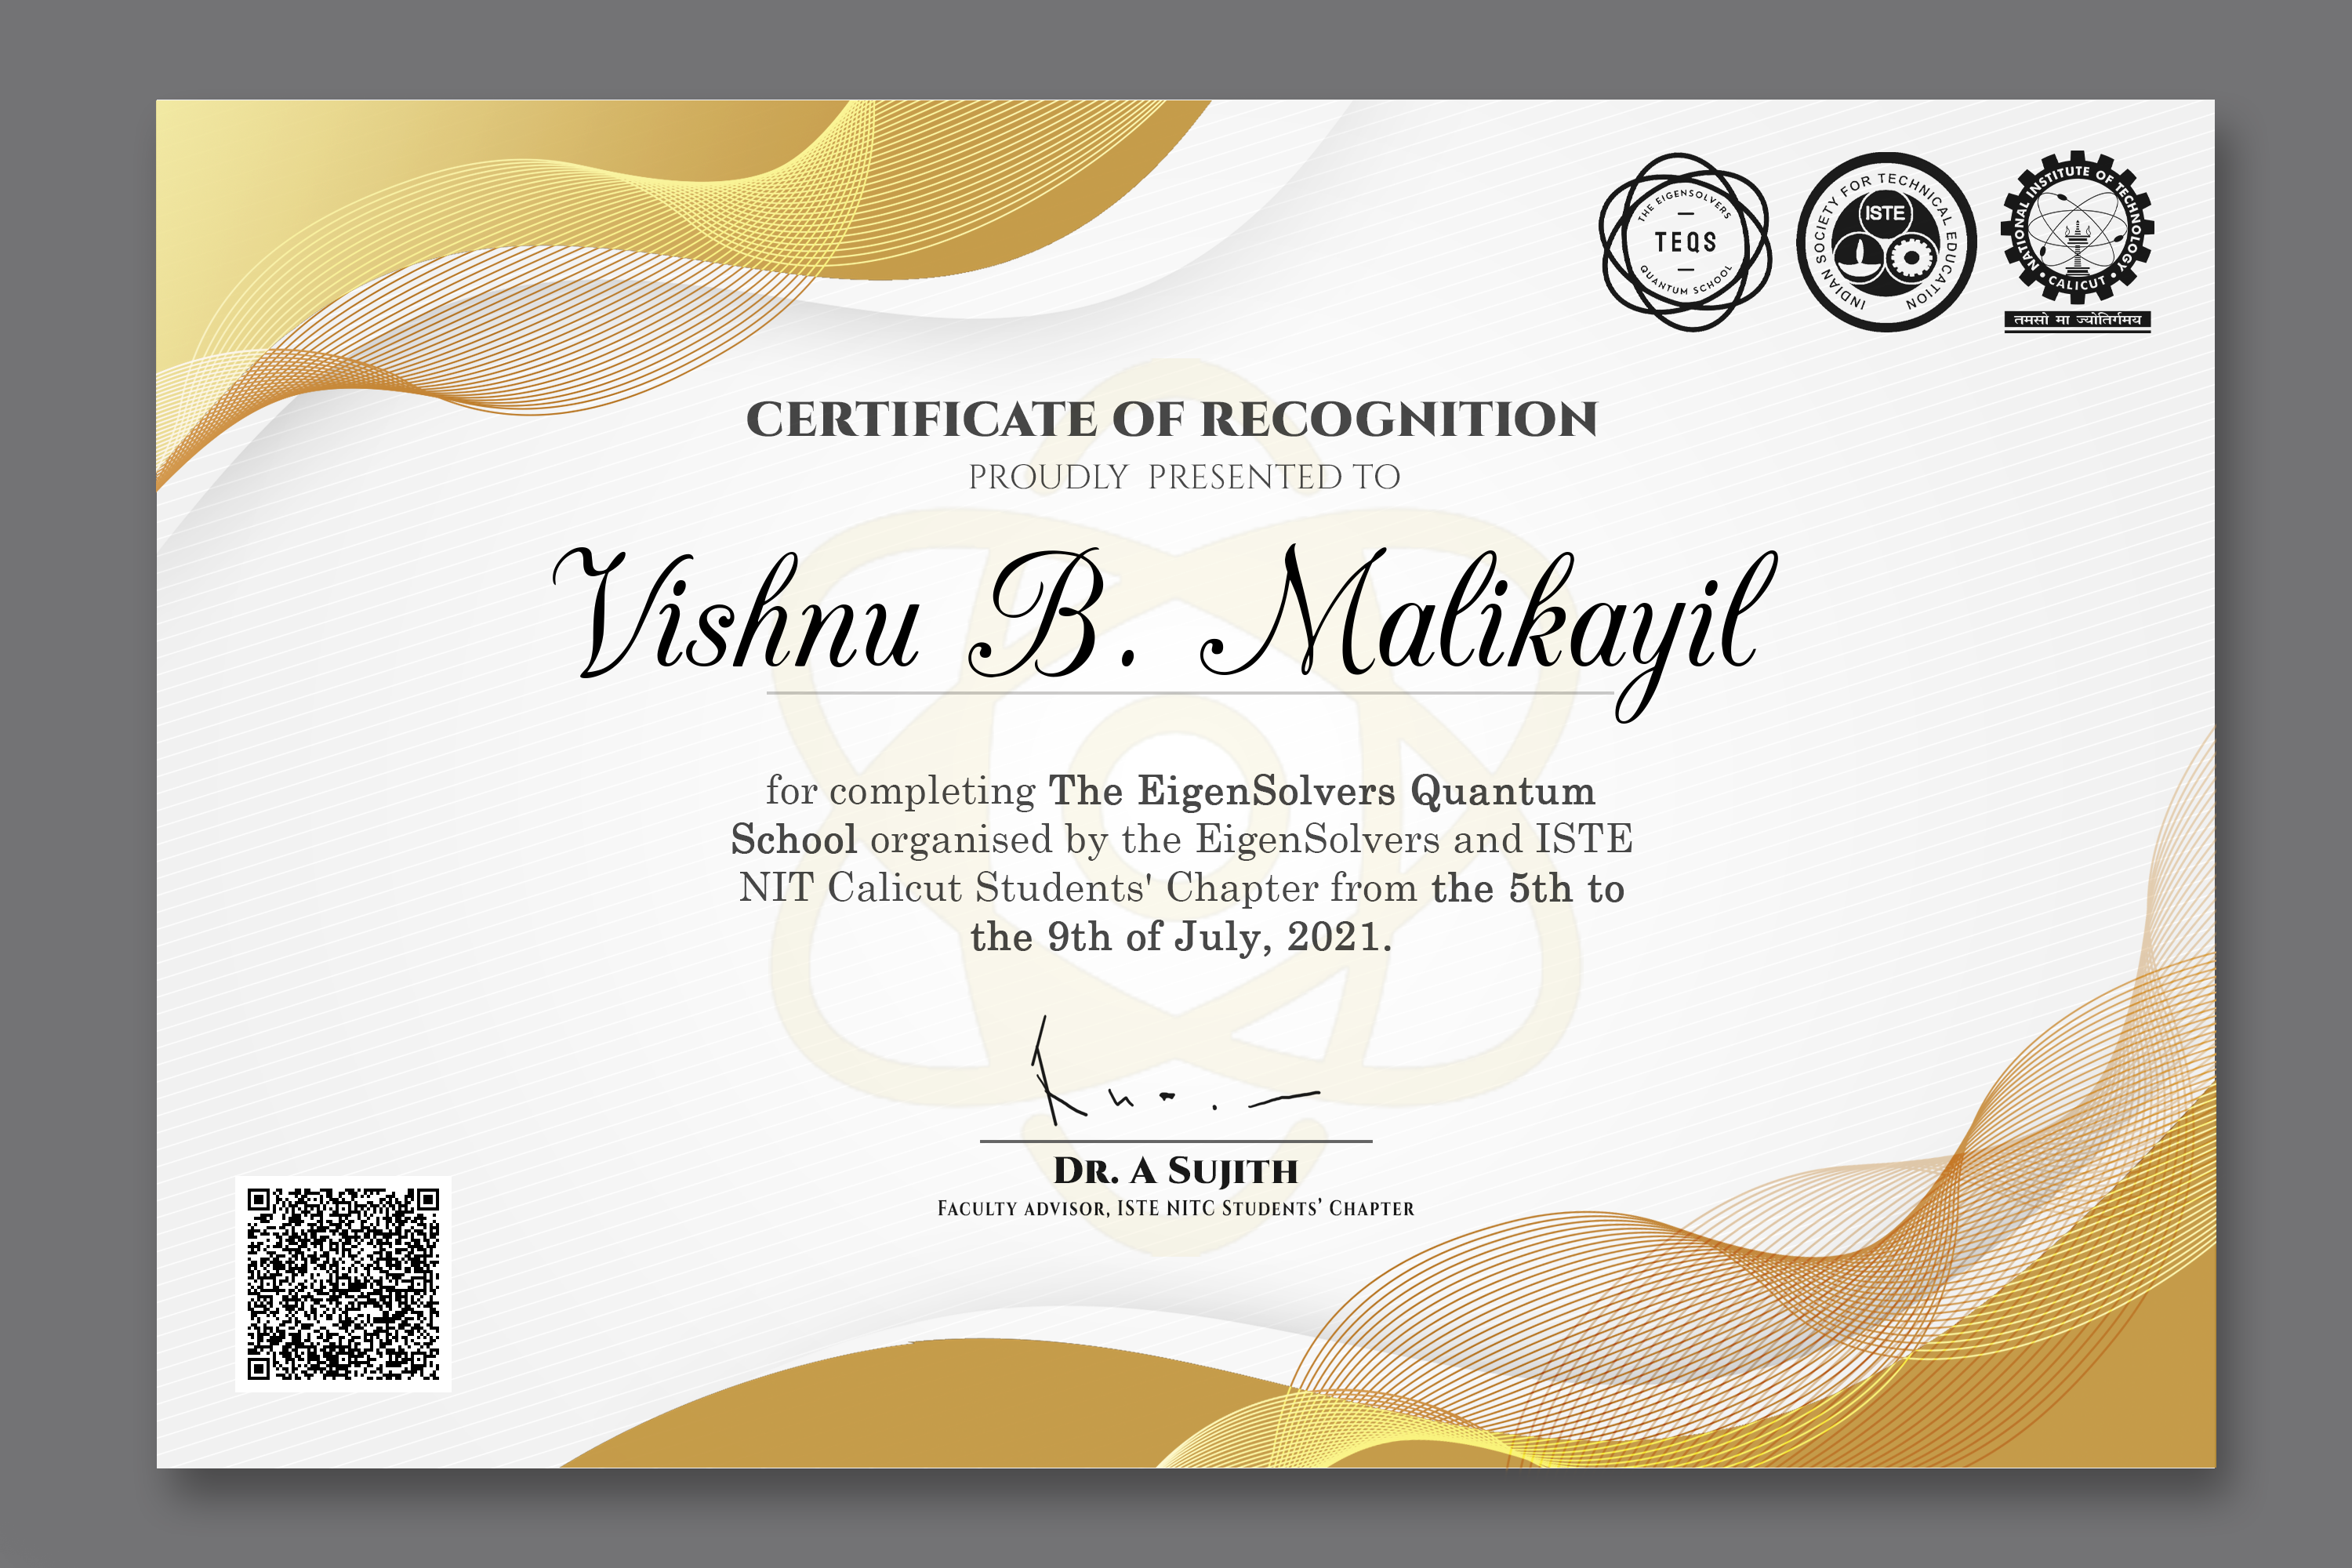 THE EIGENSOLVERS
TEQS
QUANTUM SCHOOL
INDIAN SOCIETY FOR TECHNICAL EDUCATION
ISTE
NATIONAL INSTITUTE OF TECHNOLOGY
• CALICUT •
तमसो मा ज्योतिर्गमय
CERTIFICATE OF RECOGNITION
PROUDLY PRESENTED TO
Vishnu B. Malikayil
for completing The EigenSolvers Quantum
School organised by the EigenSolvers and ISTE
NIT Calicut Students' Chapter from the 5th to
the 9th of July, 2021.
DR. A SUJITH
FACULTY ADVISOR, ISTE NITC STUDENTS’ CHAPTER